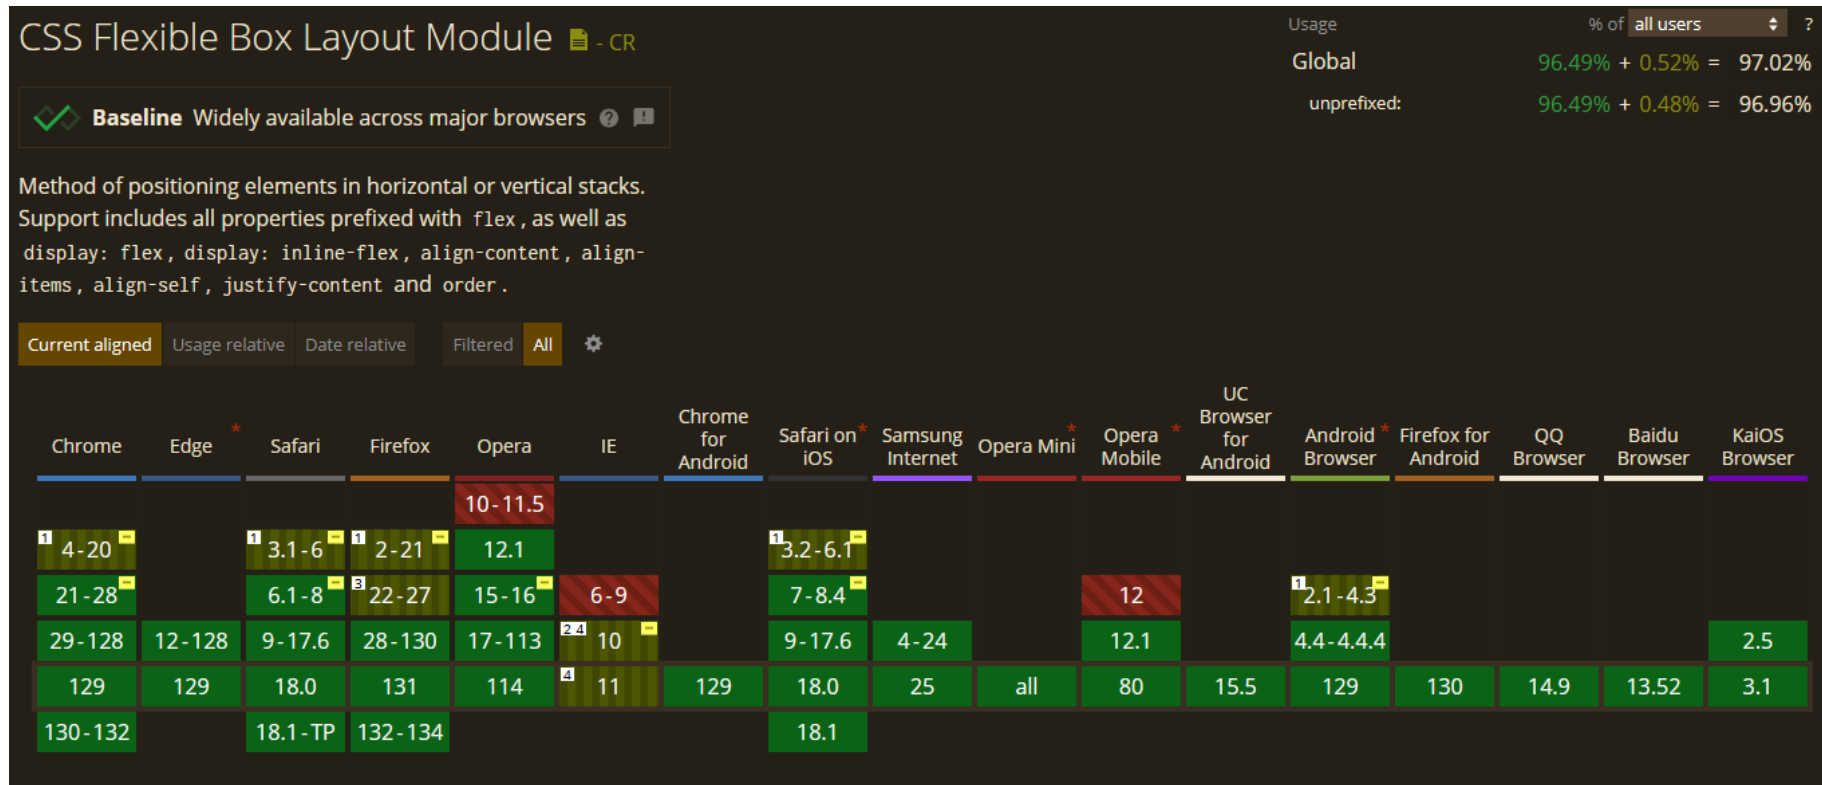 CSS Flexible Box Layout Module - CR
Usage % of all users ?
Global 96.49% + 0.52% = 97.02%
unprefixed: 96.49% + 0.48% = 96.96%
Baseline Widely available across major browsers
Method of positioning elements in horizontal or vertical stacks.
Support includes all properties prefixed with flex, as well as
display: flex, display: inline-flex, align-content, align-
items, align-self, justify-content and order.
Current aligned Usage relative Date relative Filtered All
Chrome
Edge *
Safari
Firefox
Opera
IE
Chrome
for
Android
Safari on *
iOS
Samsung
Internet
Opera Mini *
Opera *
Mobile
UC
Browser
for
Android
Android *
Browser
Firefox for
Android
QQ
Browser
Baidu
Browser
KaiOS
Browser
10-11.5
1 4-20 - 1 3.1-6 - 1 2-21 - 12.1 1 3.2-6.1 -
21-28 - 6.1-8 - 3 22-27 15-16 - 6-9 7-8.4 - 12 1 2.1-4.3 -
29-128 12-128 9-17.6 28-130 17-113 2 4 10 - 9-17.6 4-24 12.1 4.4-4.4.4 2.5
129 129 18.0 131 114 4 11 129 18.0 25 all 80 15.5 129 130 14.9 13.52 3.1
130-132 18.1-TP 132-134 18.1